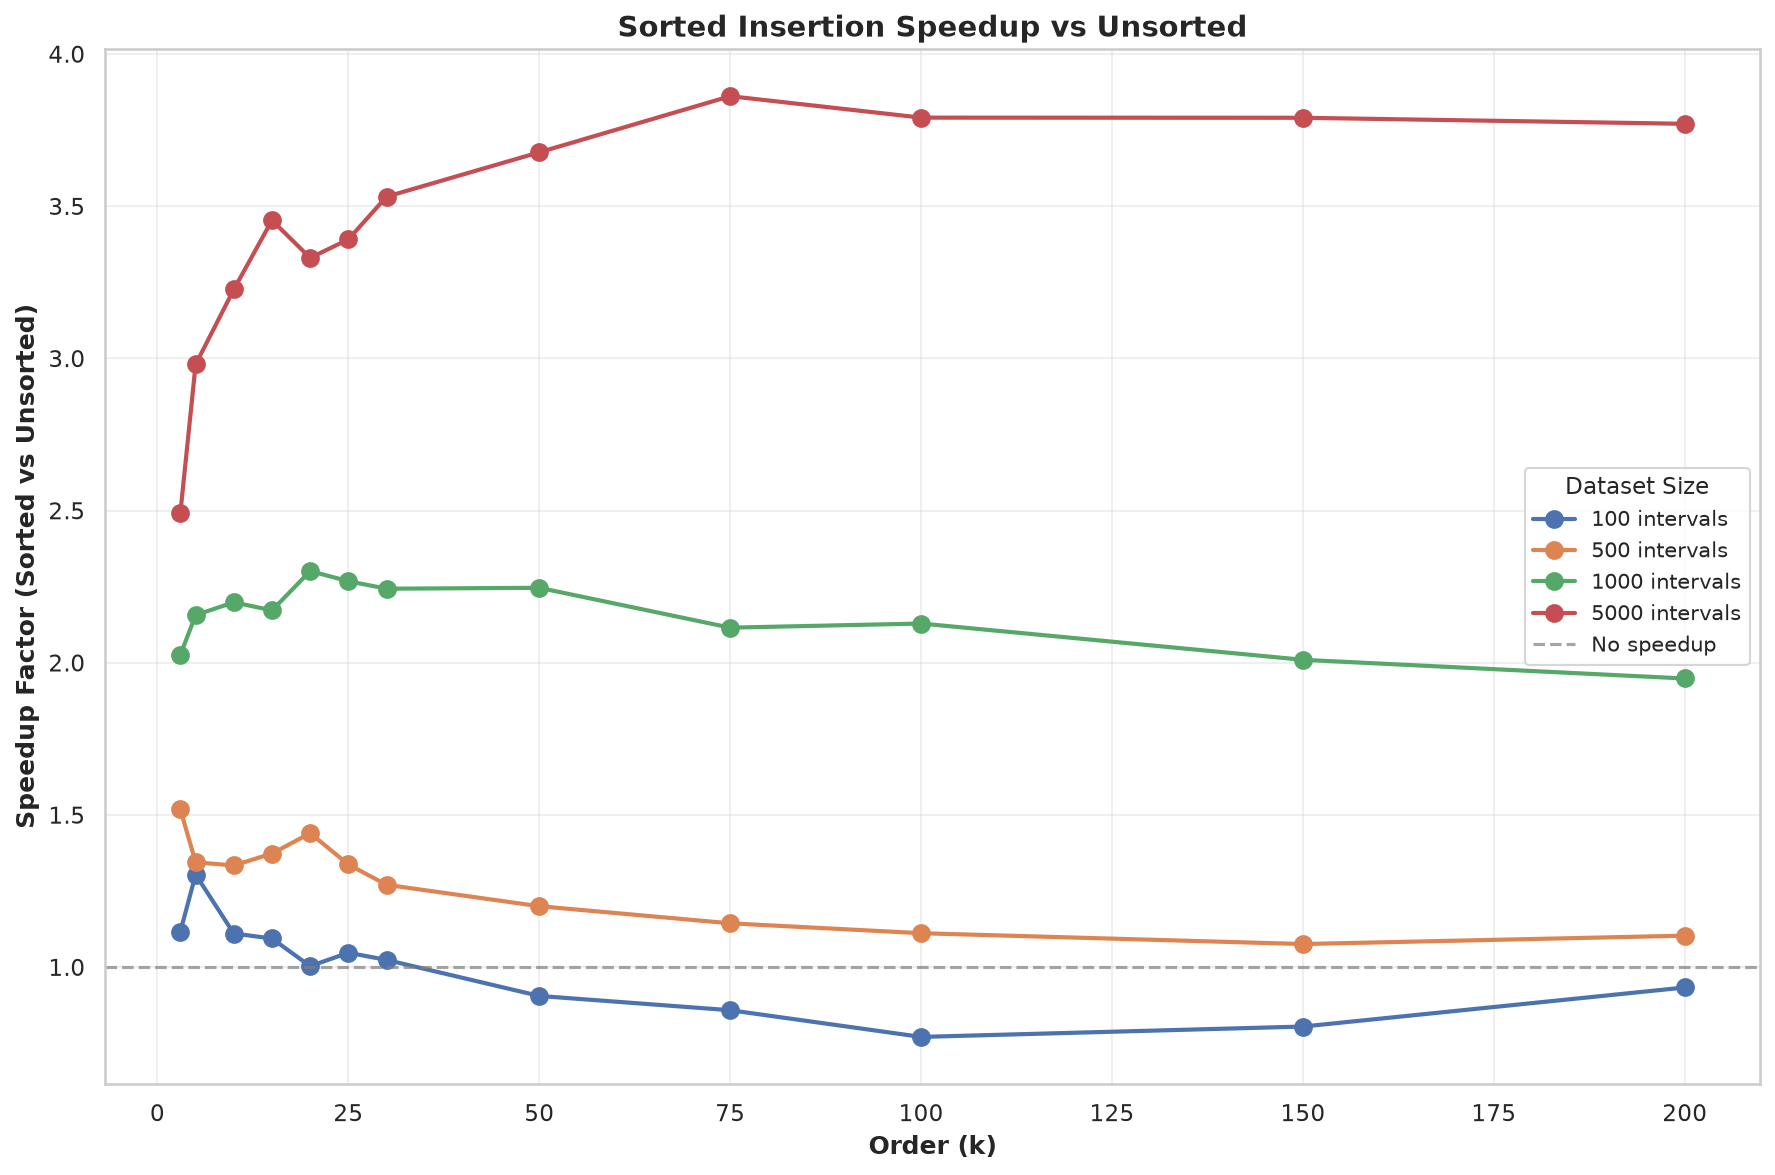 Sorted Insertion Speedup vs Unsorted
Speedup Factor (Sorted vs Unsorted)
4.0
3.5
3.0
2.5
2.0
1.5
1.0
Dataset Size
100 intervals
500 intervals
1000 intervals
5000 intervals
No speedup
0 25 50 75 100 125 150 175 200
Order (k)